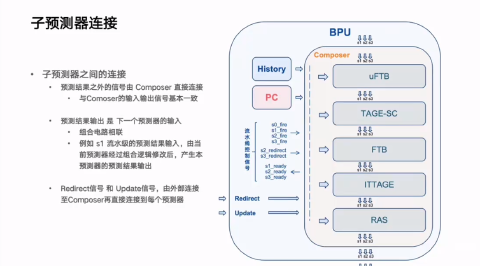 子预测器连接
• 子预测器之间的连接
• 预测结果之外的信号由 Composer 直接连接
• 与Comoser的输入输出信号基本一致
• 预测结果输出 是 下一个预测器的输入
• 组合电路相联
• 例如 s1 流水级的预测结果输入，由当
前预测器经过组合逻辑修改后，产生本
预测器的预测结果输出
• Redirect信号 和 Update信号，由外部连接
至Composer再直接连接到每个预测器
BPU
s1 s2 s3
Composer
History
PC
流水线控制信号
s0_fire
s1_fire
s2_fire
s3_fire
s2_redirect
s3_redirect
s1_ready
s2_ready
s3_ready
Redirect
Update
s1 s2 s3
uFTB
TAGE-SC
FTB
ITTAGE
RAS
s1 s2 s3